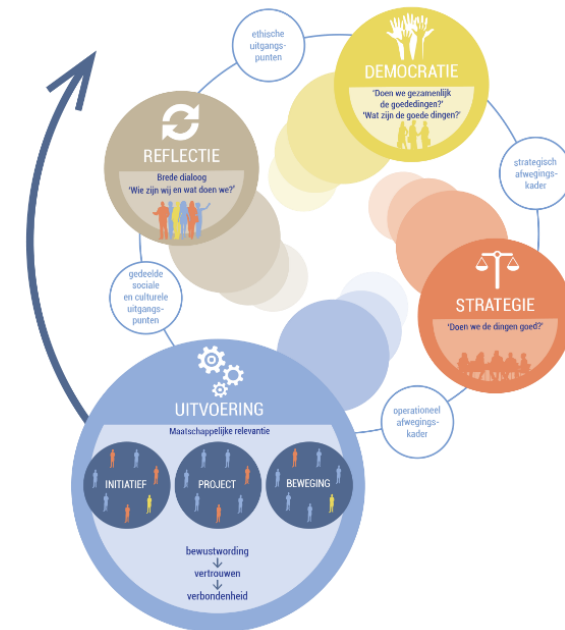 ethische
uitgangs-
punten
DEMOCRATIE
'Doen we gezamenlijk
de goededingen?'
'Wat zijn de goede dingen?'
REFLECTIE
Brede dialoog
'Wie zijn wij en wat doen we?'
strategisch
afwegings-
kader
gedeelde
sociale
en culturele
uitgangs-
punten
STRATEGIE
'Doen we de dingen goed?'
operationeel
afwegings-
kader
UITVOERING
Maatschappelijke relevantie
INITIATIEF
PROJECT
BEWEGING
bewustwording
vertrouwen
verbondenheid